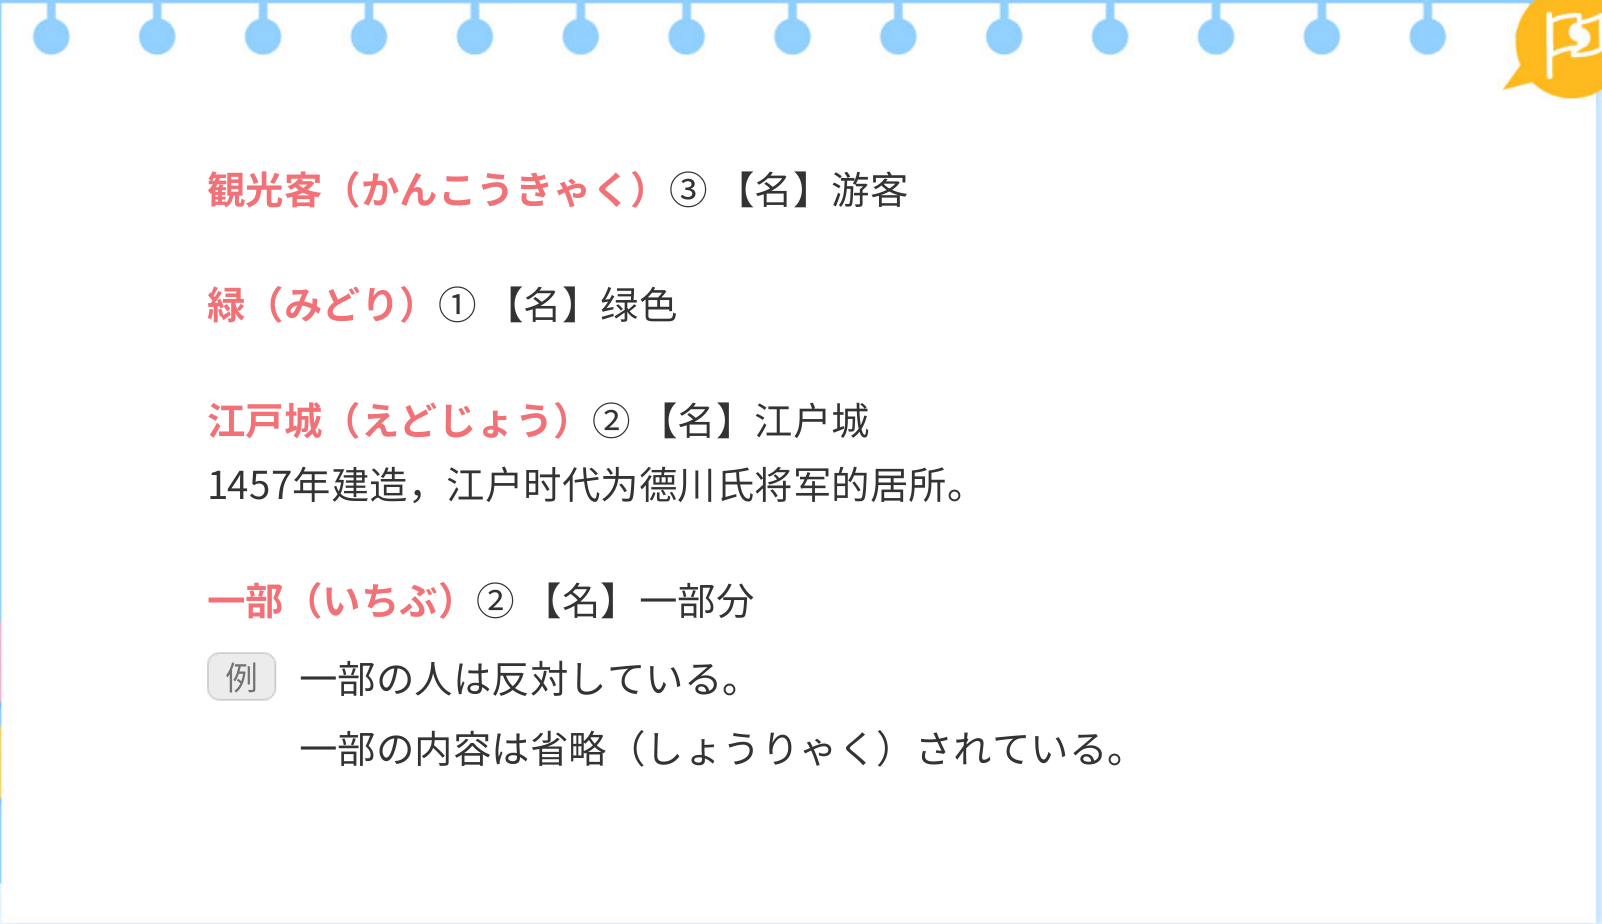 観光客（かんこうきゃく）③ 【名】游客
緑（みどり）① 【名】绿色
江戸城（えどじょう）② 【名】江户城
1457年建造，江户时代为德川氏将军的居所。
一部（いちぶ）② 【名】一部分
例 一部の人は反対している。
一部の内容は省略（しょうりゃく）されている。